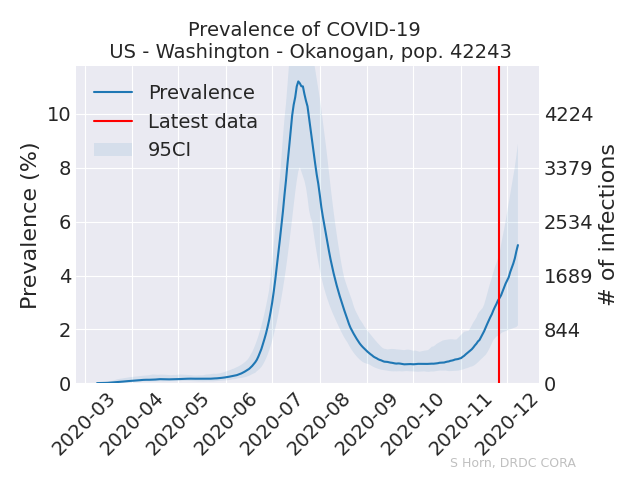 Prevalence of COVID-19
US - Washington - Okanogan, pop. 42243
Prevalence
Latest data
95CI
Prevalence (%)
10
8
6
4
2
0
4224
3379
2534
1689
844
0
# of infections
2020-03
2020-04
2020-05
2020-06
2020-07
2020-08
2020-09
2020-10
2020-11
2020-12
S Horn, DRDC CORA